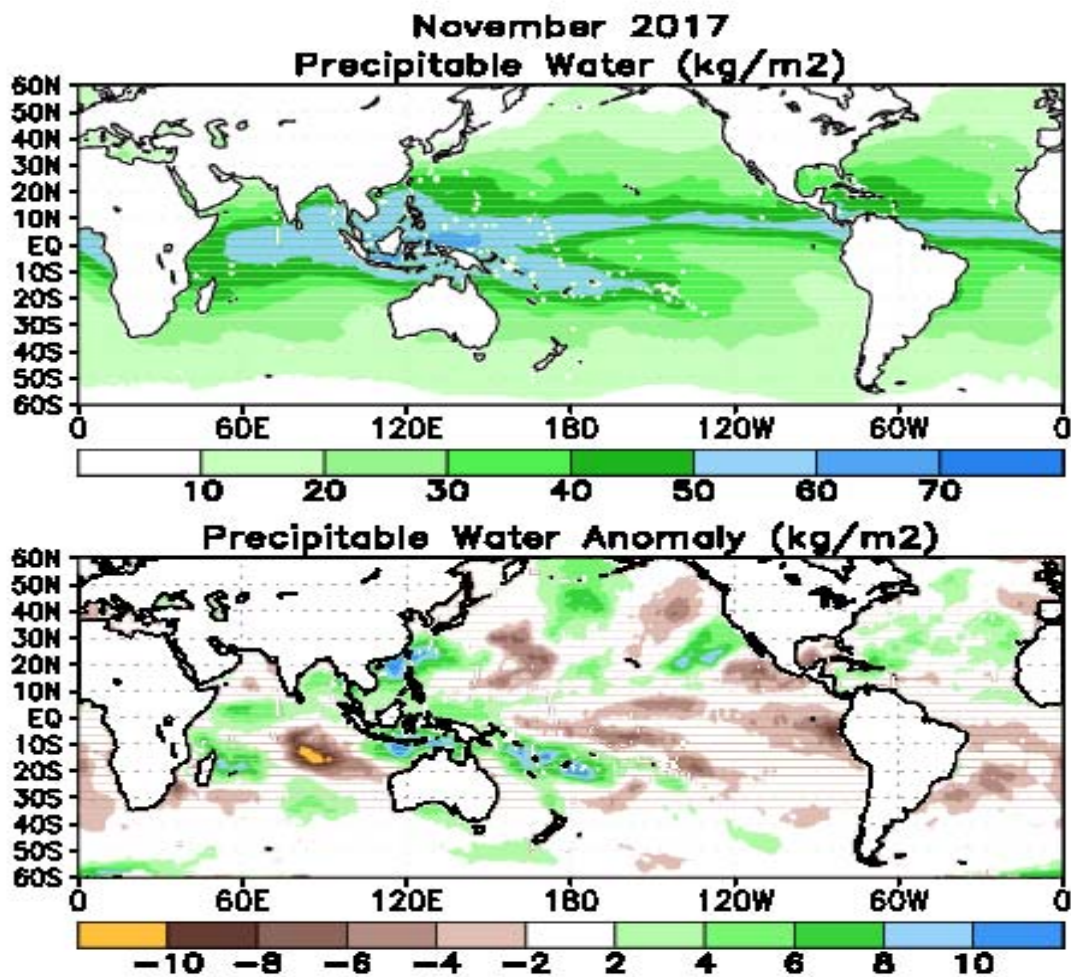 November 2017
Precipitable Water (kg/m2)
60N
50N
40N
30N
20N
10N
EQ
10S
20S
30S
40S
50S
60S
0 60E 120E 180 120W 60W 0
10 20 30 40 50 60 70
Precipitable Water Anomaly (kg/m2)
60N
50N
40N
30N
20N
10N
EQ
10S
20S
30S
40S
50S
60S
0 60E 120E 180 120W 60W 0
-10 -8 -6 -4 -2 2 4 6 8 10